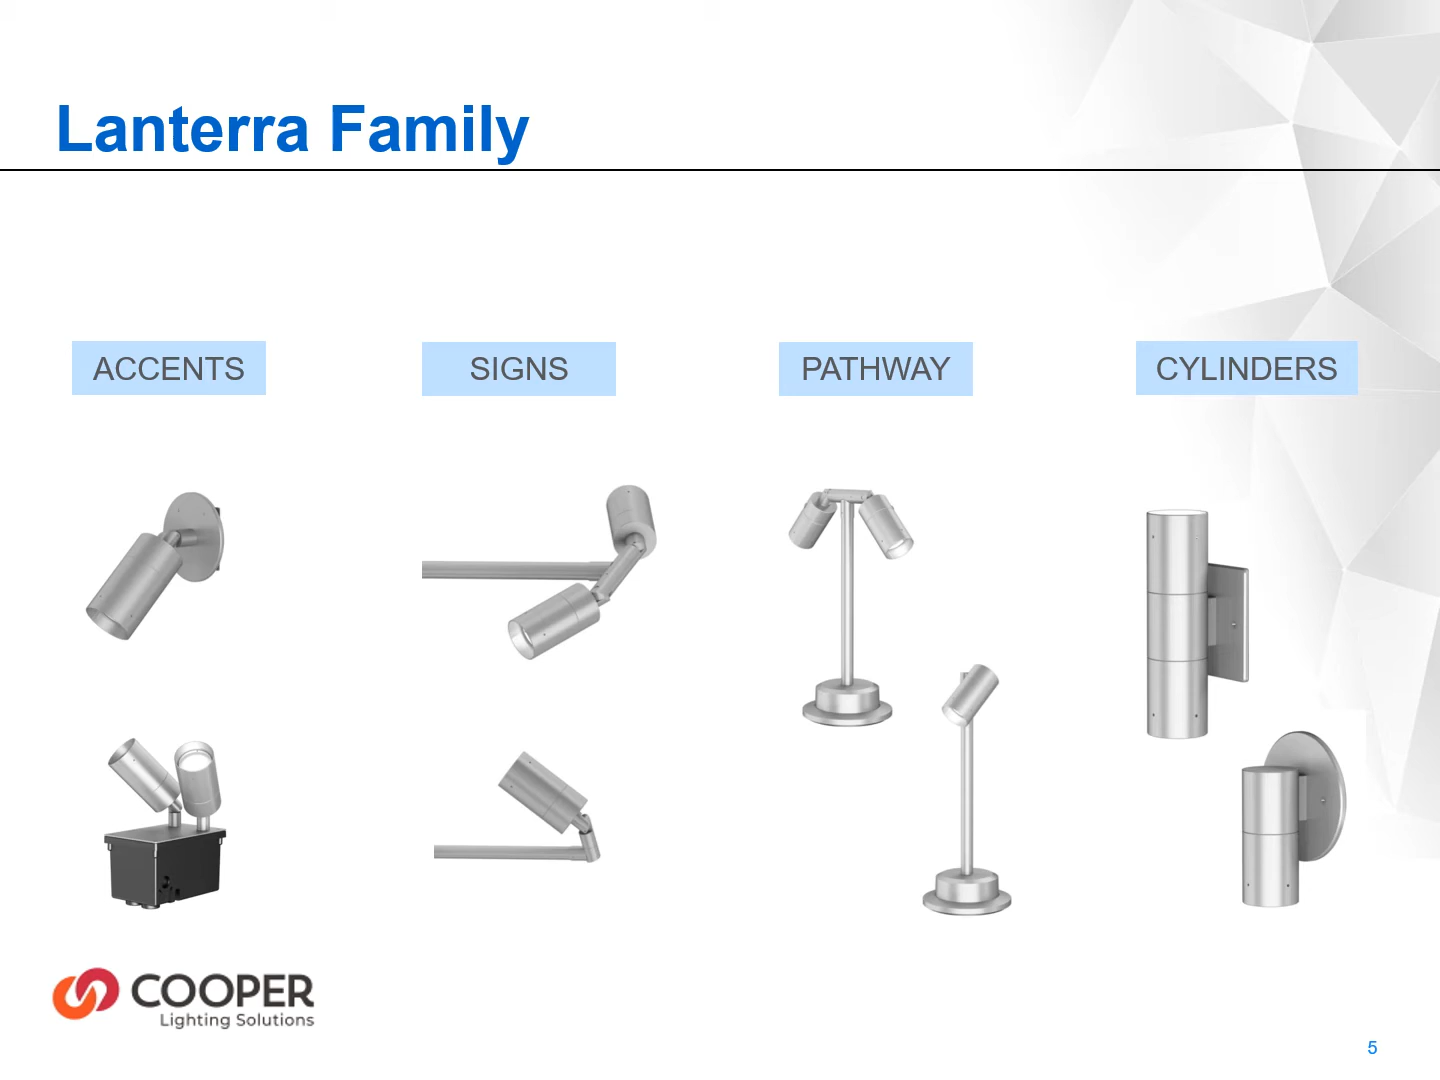 Lanterra Family
ACCENTS
SIGNS
PATHWAY
CYLINDERS
COOPER
Lighting Solutions
5